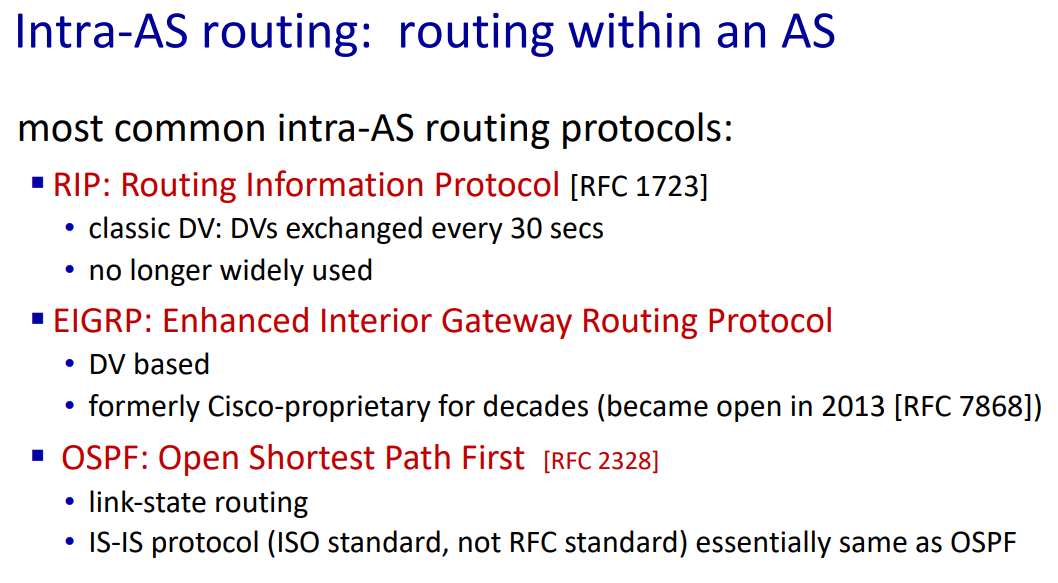 Intra-AS routing: routing within an AS
most common intra-AS routing protocols:
▪ RIP: Routing Information Protocol [RFC 1723]
• classic DV: DVs exchanged every 30 secs
• no longer widely used
▪ EIGRP: Enhanced Interior Gateway Routing Protocol
• DV based
• formerly Cisco-proprietary for decades (became open in 2013 [RFC 7868])
▪ OSPF: Open Shortest Path First [RFC 2328]
• link-state routing
• IS-IS protocol (ISO standard, not RFC standard) essentially same as OSPF